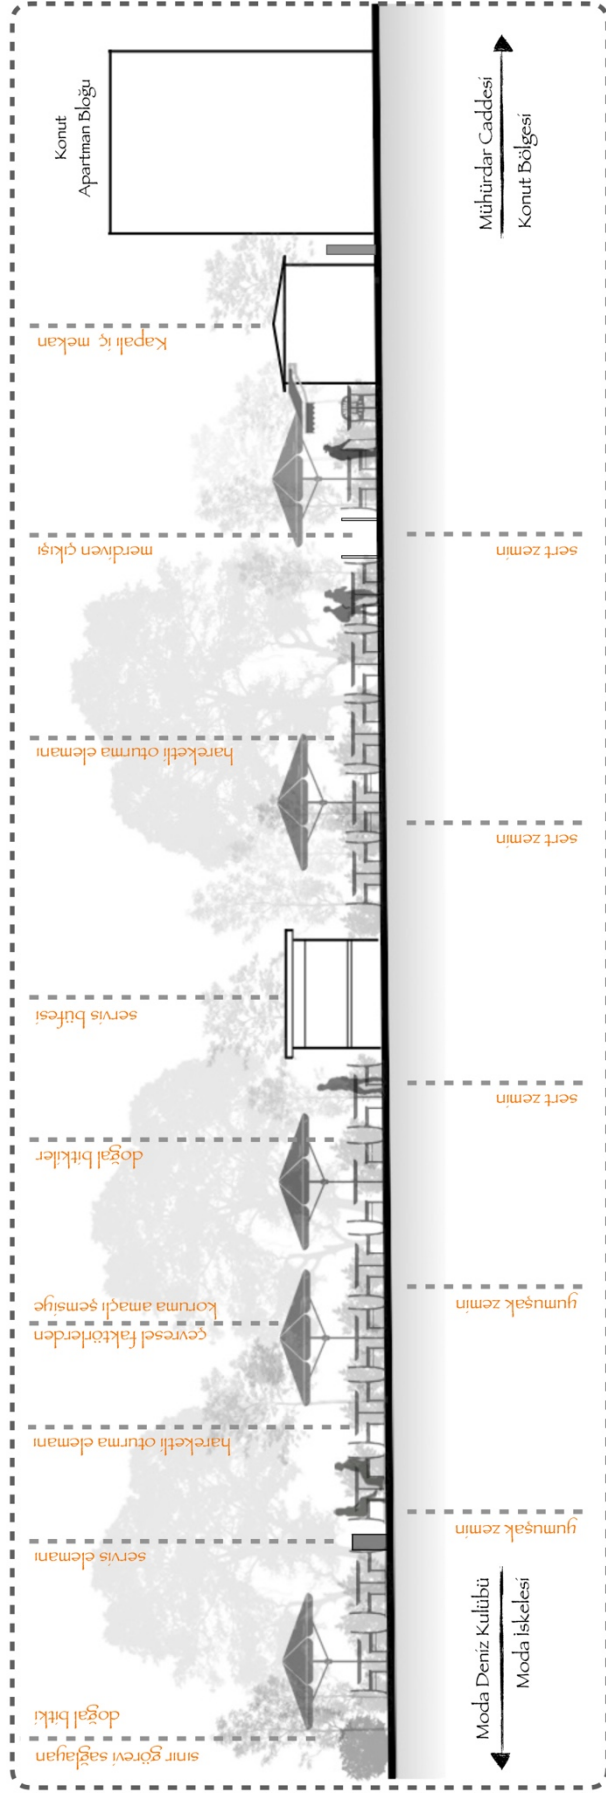 Konut
Apartman Bloğu
Mühürdar Caddesi
Konut Bölgesi
Kapalı iç mekan
merdiven çıkışı
sert zemin
hareketli oturma elemanı
sert zemin
servis büfesi
sert zemin
doğal bitkiler
çevresel faktörlerden
koruma amaçlı şemsiye
yumuşak zemin
hareketli oturma elemanı
yumuşak zemin
servis elemanı
sınır görevi sağlayan
doğal bitki
Moda Deniz Kulübü
Moda İskelesi